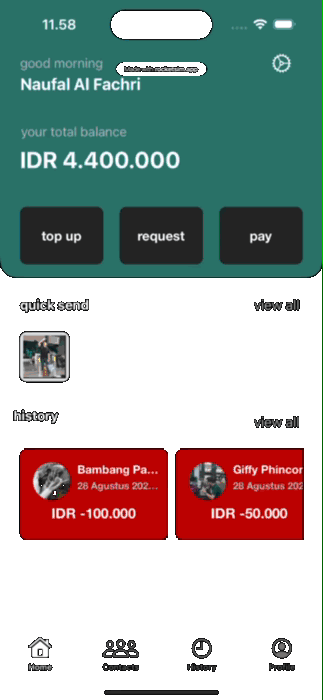 11.58
good morning
Naufal Al Fachri
your total balance
IDR 4.400.000
top up request pay
quick send view all
history view all
Bambang Pa... Giffy Phincor
28 Agustus 202... 28 Agustus 202
IDR -100.000 IDR -50.000
Home Contacts History Profile